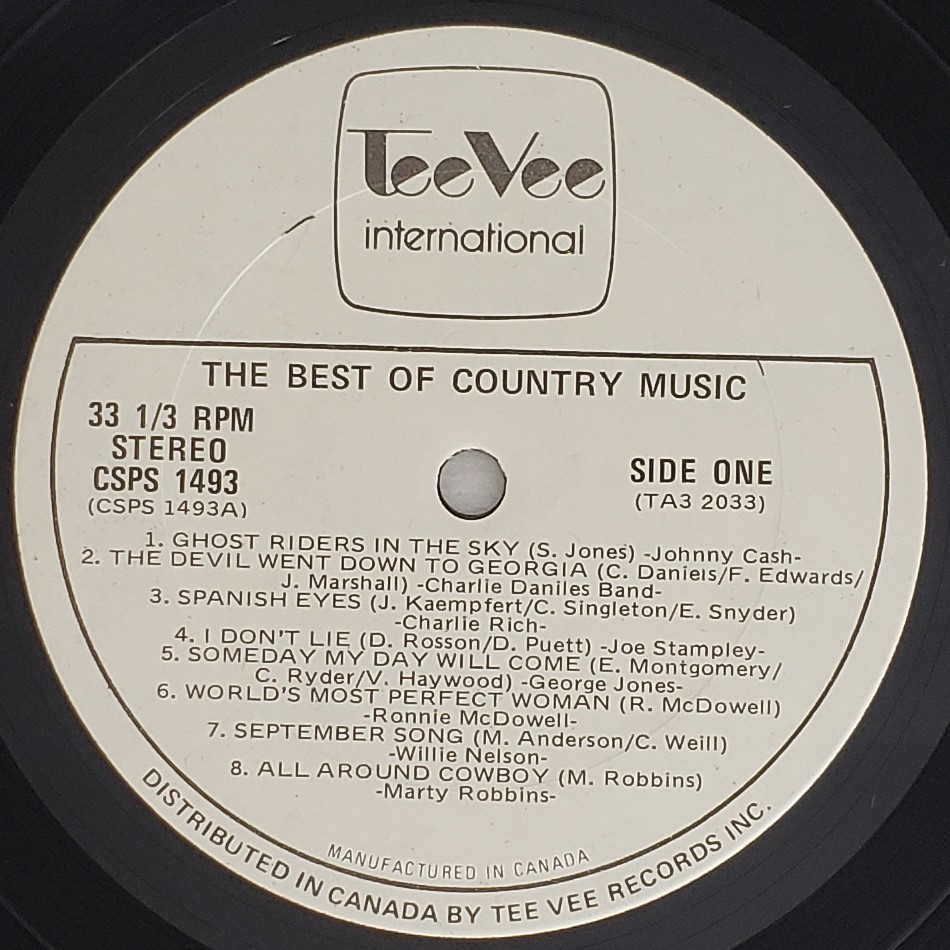 TeeVee
international
THE BEST OF COUNTRY MUSIC
33 1/3 RPM
STEREO
CSPS 1493
(CSPS 1493A)
SIDE ONE
(TA3 2033)
1. GHOST RIDERS IN THE SKY (S. Jones) -Johnny Cash-
2. THE DEVIL WENT DOWN TO GEORGIA (C. Daniels/F. Edwards/
J. Marshall) -Charlie Daniles Band-
3. SPANISH EYES (J. Kaempfert/C. Singleton/E. Snyder)
-Charlie Rich-
4. I DON'T LIE (D. Rosson/D. Puett) -Joe Stampley-
5. SOMEDAY MY DAY WILL COME (E. Montgomery/
C. Ryder/V. Haywood) -George Jones-
6. WORLD'S MOST PERFECT WOMAN (R. McDowell)
-Ronnie McDowell-
7. SEPTEMBER SONG (M. Anderson/C. Weill)
-Willie Nelson-
8. ALL AROUND COWBOY (M. Robbins)
-Marty Robbins-
MANUFACTURED IN CANADA
DISTRIBUTED IN CANADA BY TEE VEE RECORDS INC.